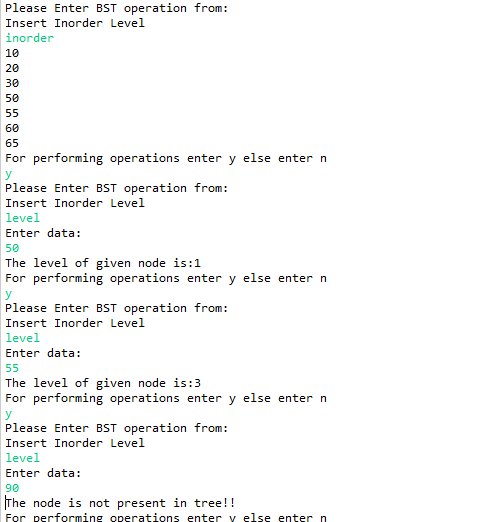 Please Enter BST operation from:
Insert Inorder Level
inorder
10
20
30
50
55
60
65
For performing operations enter y else enter n
y
Please Enter BST operation from:
Insert Inorder Level
level
Enter data:
50
The level of given node is:1
For performing operations enter y else enter n
y
Please Enter BST operation from:
Insert Inorder Level
level
Enter data:
55
The level of given node is:3
For performing operations enter y else enter n
y
Please Enter BST operation from:
Insert Inorder Level
level
Enter data:
90
The node is not present in tree!!
For performing operations enter y else enter n